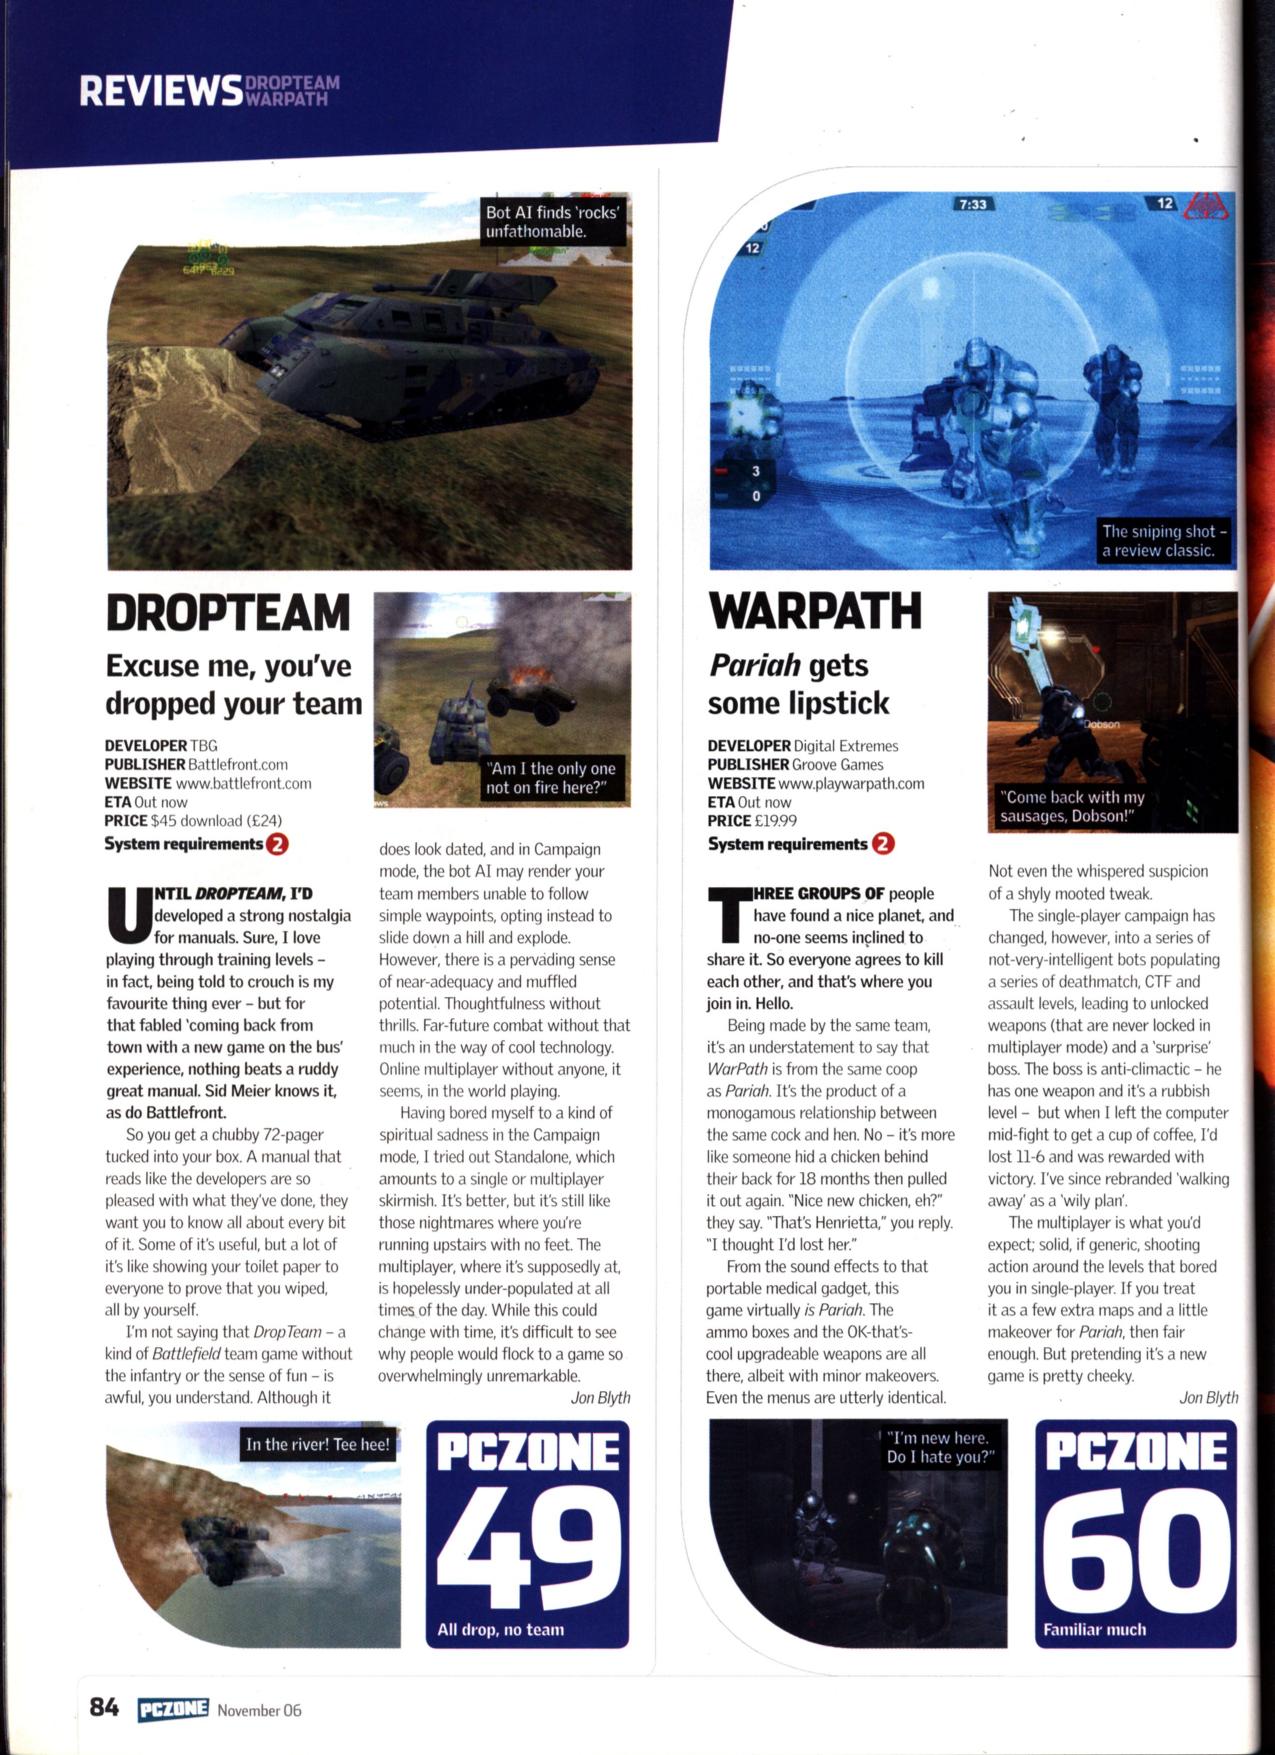 REVIEWS DROPTEAM
WARPATH
Bot AI finds 'rocks'
unfathomable.
DROPTEAM
Excuse me, you've
dropped your team
DEVELOPER TBG
PUBLISHER Battlefront.com
WEBSITE www.battlefront.com
ETA Out now
PRICE $45 download (£24)
System requirements 2
"Am I the only one
not on fire here?"
UNTIL DROPTEAM, I'D
developed a strong nostalgia
for manuals. Sure, I love
playing through training levels –
in fact, being told to crouch is my
favourite thing ever – but for
that fabled 'coming back from
town with a new game on the bus'
experience, nothing beats a ruddy
great manual. Sid Meier knows it,
as do Battlefront.
So you get a chubby 72-pager
tucked into your box. A manual that
reads like the developers are so
pleased with what they've done, they
want you to know all about every bit
of it. Some of it's useful, but a lot of
it's like showing your toilet paper to
everyone to prove that you wiped,
all by yourself.
I'm not saying that DropTeam – a
kind of Battlefield team game without
the infantry or the sense of fun – is
awful, you understand. Although it
does look dated, and in Campaign
mode, the bot AI may render your
team members unable to follow
simple waypoints, opting instead to
slide down a hill and explode.
However, there is a pervading sense
of near-adequacy and muffled
potential. Thoughtfulness without
thrills. Far-future combat without that
much in the way of cool technology.
Online multiplayer without anyone, it
seems, in the world playing.
Having bored myself to a kind of
spiritual sadness in the Campaign
mode, I tried out Standalone, which
amounts to a single or multiplayer
skirmish. It's better, but it's still like
those nightmares where you're
running upstairs with no feet. The
multiplayer, where it's supposedly at,
is hopelessly under-populated at all
times of the day. While this could
change with time, it's difficult to see
why people would flock to a game so
overwhelmingly unremarkable.
Jon Blyth
In the river! Tee hee!
PCZONE
49
All drop, no team
7:33
12
12
3
0
The sniping shot –
a review classic.
WARPATH
Pariah gets
some lipstick
DEVELOPER Digital Extremes
PUBLISHER Groove Games
WEBSITE www.playwarpath.com
ETA Out now
PRICE £19.99
System requirements 2
Dobson
"Come back with my
sausages, Dobson!"
THREE GROUPS OF people
have found a nice planet, and
no-one seems inclined to
share it. So everyone agrees to kill
each other, and that's where you
join in. Hello.
Being made by the same team,
it's an understatement to say that
WarPath is from the same coop
as Pariah. It's the product of a
monogamous relationship between
the same cock and hen. No – it's more
like someone hid a chicken behind
their back for 18 months then pulled
it out again. "Nice new chicken, eh?"
they say. "That's Henrietta," you reply.
"I thought I'd lost her."
From the sound effects to that
portable medical gadget, this
game virtually is Pariah. The
ammo boxes and the OK-that's-
cool upgradeable weapons are all
there, albeit with minor makeovers.
Even the menus are utterly identical.
Not even the whispered suspicion
of a shyly mooted tweak.
The single-player campaign has
changed, however, into a series of
not-very-intelligent bots populating
a series of deathmatch, CTF and
assault levels, leading to unlocked
weapons (that are never locked in
multiplayer mode) and a 'surprise'
boss. The boss is anti-climactic – he
has one weapon and it's a rubbish
level – but when I left the computer
mid-fight to get a cup of coffee, I'd
lost 11-6 and was rewarded with
victory. I've since rebranded 'walking
away' as a 'wily plan'.
The multiplayer is what you'd
expect; solid, if generic, shooting
action around the levels that bored
you in single-player. If you treat
it as a few extra maps and a little
makeover for Pariah, then fair
enough. But pretending it's a new
game is pretty cheeky.
Jon Blyth
"I'm new here.
Do I hate you?"
PCZONE
60
Familiar much
84 PCZONE November 06